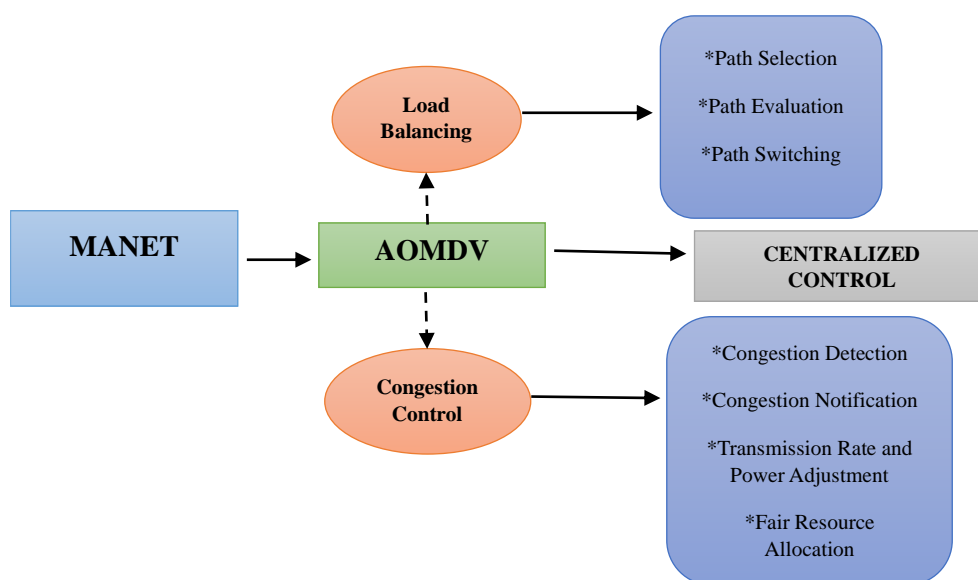 *Path Selection
*Path Evaluation
*Path Switching
Load
Balancing
MANET
AOMDV
CENTRALIZED
CONTROL
Congestion
Control
*Congestion Detection
*Congestion Notification
*Transmission Rate and
Power Adjustment
*Fair Resource
Allocation